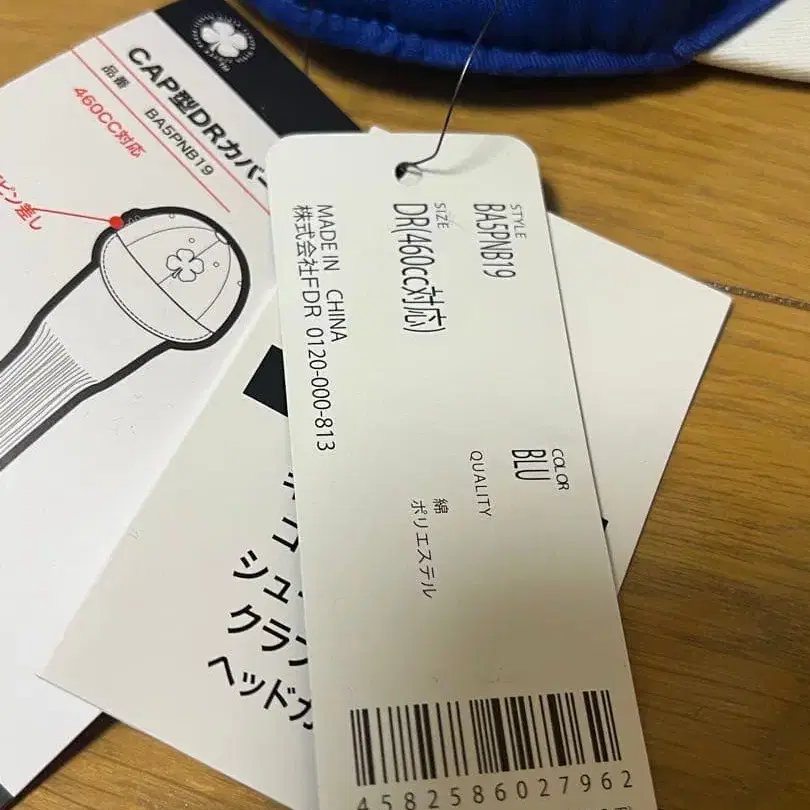 CAP型DRカバー
品番 BA5PNB19
460CC対応
ピン差し
STYLE
BA5PNB19
SIZE
DR(460cc対応)
MADE IN CHINA
株式会社FDR 0120-000-813
COLOR
BLU
QUALITY
綿
ポリエステル
コ
シュ
クラブ
ヘッドカ
4582586027962